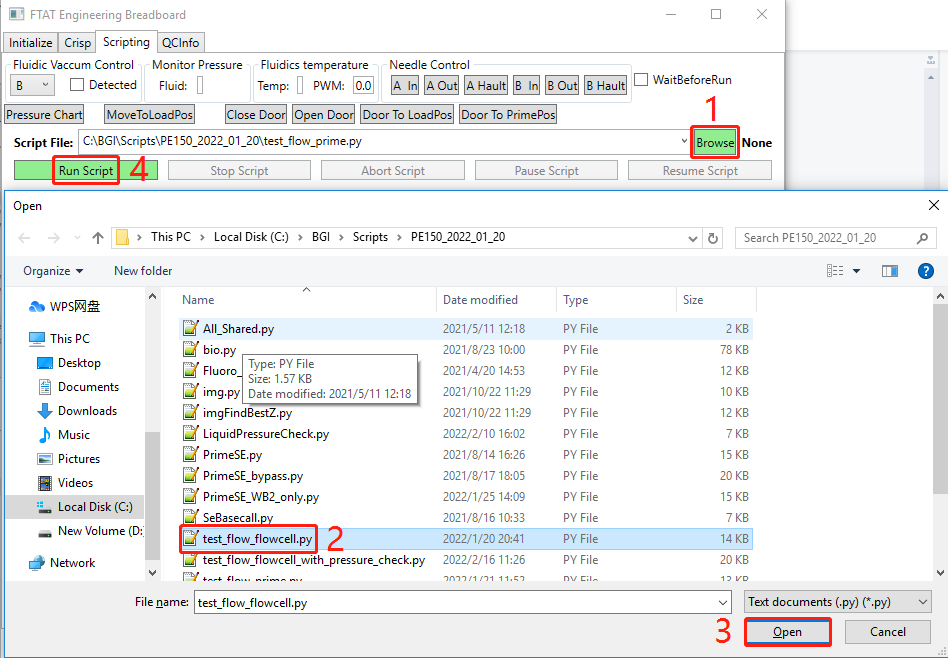 FTAT Engineering Breadboard
Initialize Crisp Scripting QCInfo
Fluidic Vaccum Control Monitor Pressure Fluidics temperature Needle Control
B Detected Fluid: Temp: PWM: 0.0 A In A Out A Hault B In B Out B Hault WaitBeforeRun
Pressure Chart MoveToLoadPos Close Door Open Door Door To LoadPos Door To PrimePos
1
Script File: C:\BGI\Scripts\PE150_2022_01_20\test_flow_prime.py Browse None
Run Script 4 Stop Script Abort Script Pause Script Resume Script
Open
This PC Local Disk (C:) BGI Scripts PE150_2022_01_20 Search PE150_2022_01_20
Organize New folder
Name Date modified Type Size
WPS网盘
This PC
Desktop
Documents
Downloads
Music
Pictures
Videos
Local Disk (C:)
New Volume (D:
Network
All_Shared.py 2021/5/11 12:18 PY File 2 KB
bio.py 2021/8/23 10:00 PY File 78 KB
Fluoro_ 2021/4/20 14:53 PY File 12 KB
img.py 2021/10/22 11:29 PY File 10 KB
imgFindBestZ.py 2021/10/22 11:29 PY File 12 KB
LiquidPressureCheck.py 2022/2/10 16:02 PY File 7 KB
PrimeSE.py 2021/8/14 16:26 PY File 15 KB
PrimeSE_bypass.py 2021/8/17 18:05 PY File 20 KB
PrimeSE_WB2_only.py 2022/1/25 14:09 PY File 15 KB
SeBasecall.py 2021/8/16 10:33 PY File 7 KB
test_flow_flowcell.py 2 2022/1/20 20:41 PY File 14 KB
test_flow_flowcell_with_pressure_check.py 2022/2/16 11:26 PY File 20 KB
test_flow_prime.py 2022/1/21 11:52 PY File 13 KB
Type: PY File
Size: 1.57 KB
Date modified: 2021/5/11 12:18
File name: test_flow_flowcell.py Text documents (.py) (*.py)
3 Open Cancel